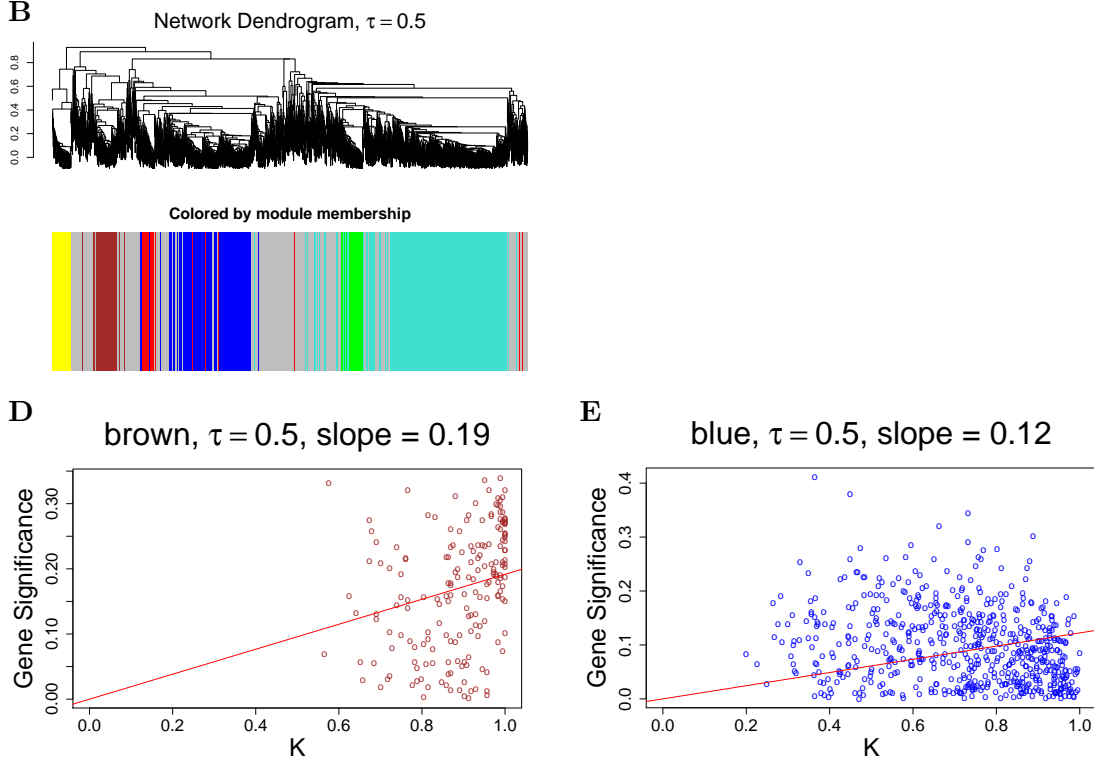 B
Network Dendrogram, τ = 0.5
0.8
0.6
0.4
0.2
0.0
Colored by module membership
D
brown, τ = 0.5, slope = 0.19
Gene Significance
0.30
0.20
0.10
0.00
0.0 0.2 0.4 0.6 0.8 1.0
K
E
blue, τ = 0.5, slope = 0.12
Gene Significance
0.4
0.3
0.2
0.1
0.0
0.0 0.2 0.4 0.6 0.8 1.0
K